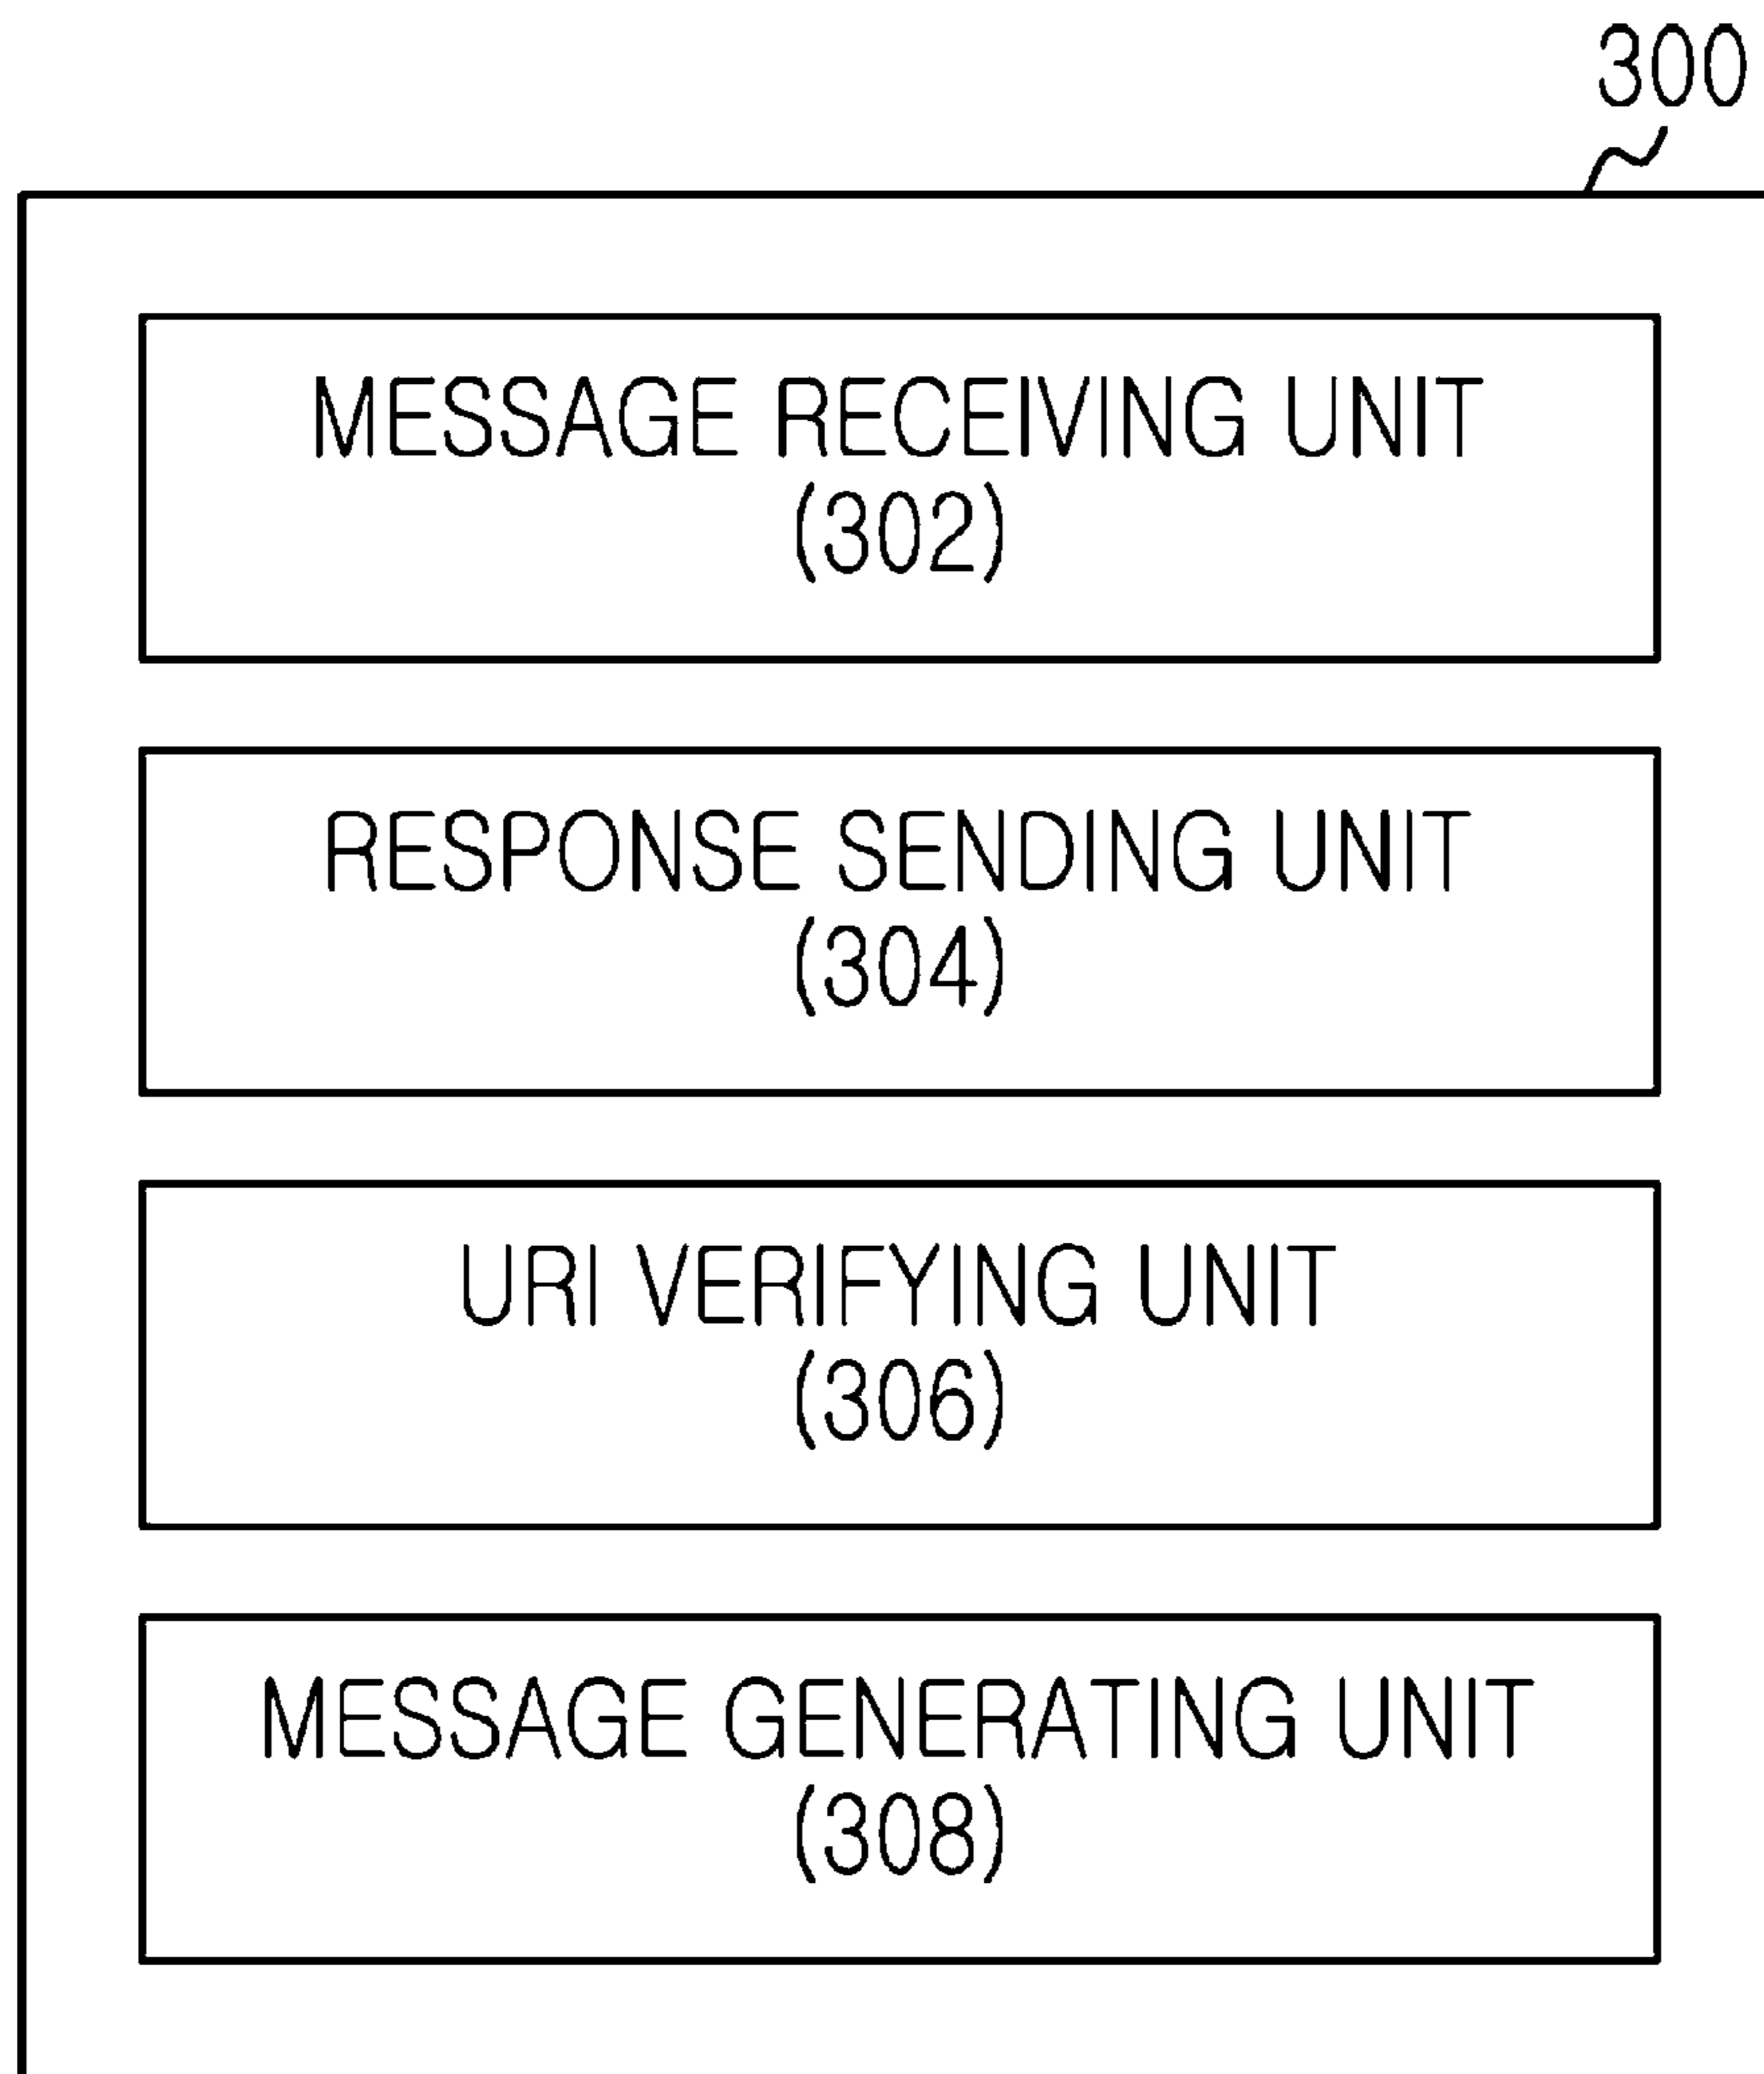 300
MESSAGE RECEIVING UNIT
(302)
RESPONSE SENDING UNIT
(304)
URI VERIFYING UNIT
(306)
MESSAGE GENERATING UNIT
(308)